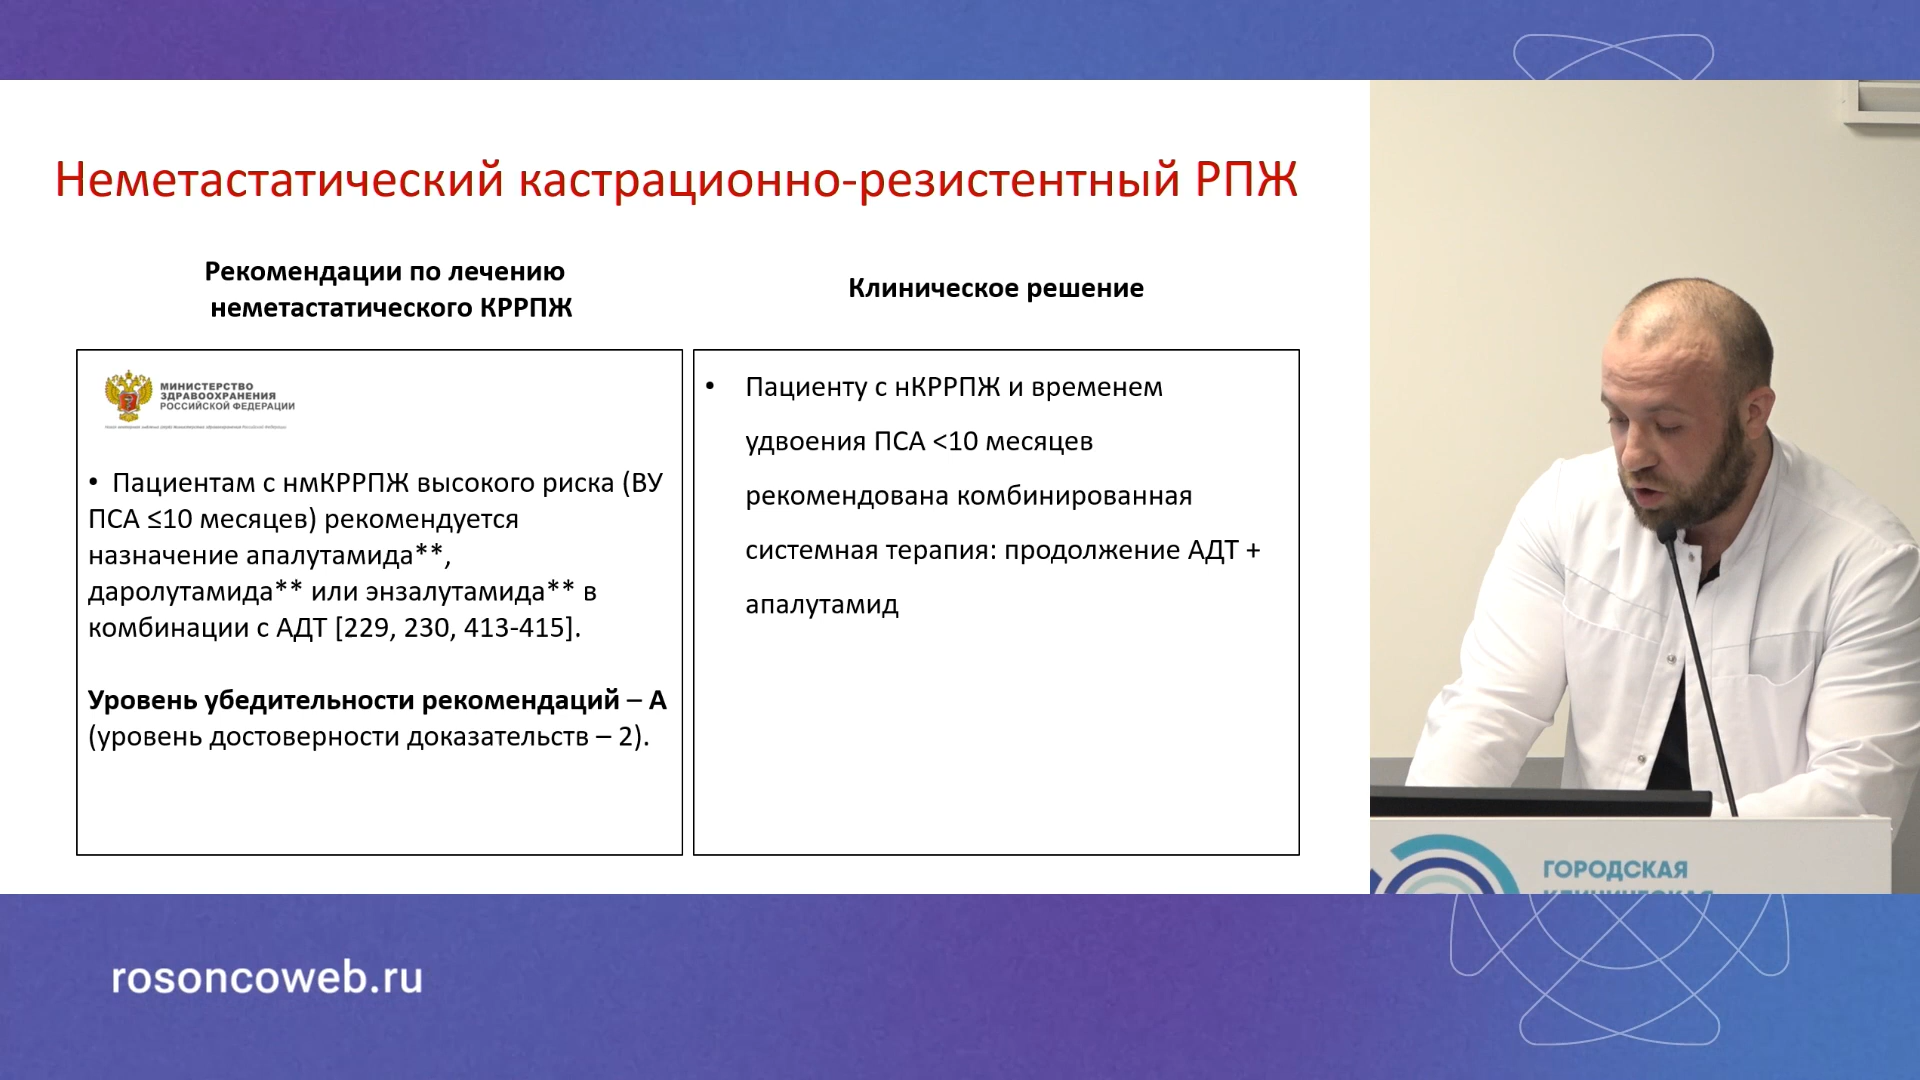 Неметастатический кастрационно-резистентный РПЖ
Рекомендации по лечению
неметастатического КРРПЖ
МИНИСТЕРСТВО
ЗДРАВООХРАНЕНИЯ
РОССИЙСКОЙ ФЕДЕРАЦИИ
• Пациентам с нмКРРПЖ высокого риска (ВУ
ПСА ≤10 месяцев) рекомендуется
назначение апалутамида**,
даролутамида** или энзалутамида** в
комбинации с АДТ [229, 230, 413-415].
Уровень убедительности рекомендаций – А
(уровень достоверности доказательств – 2).
Клиническое решение
• Пациенту с нКРРПЖ и временем
удвоения ПСА <10 месяцев
рекомендована комбинированная
системная терапия: продолжение АДТ +
апалутамид
ГОРОДСКАЯ
rosoncoweb.ru